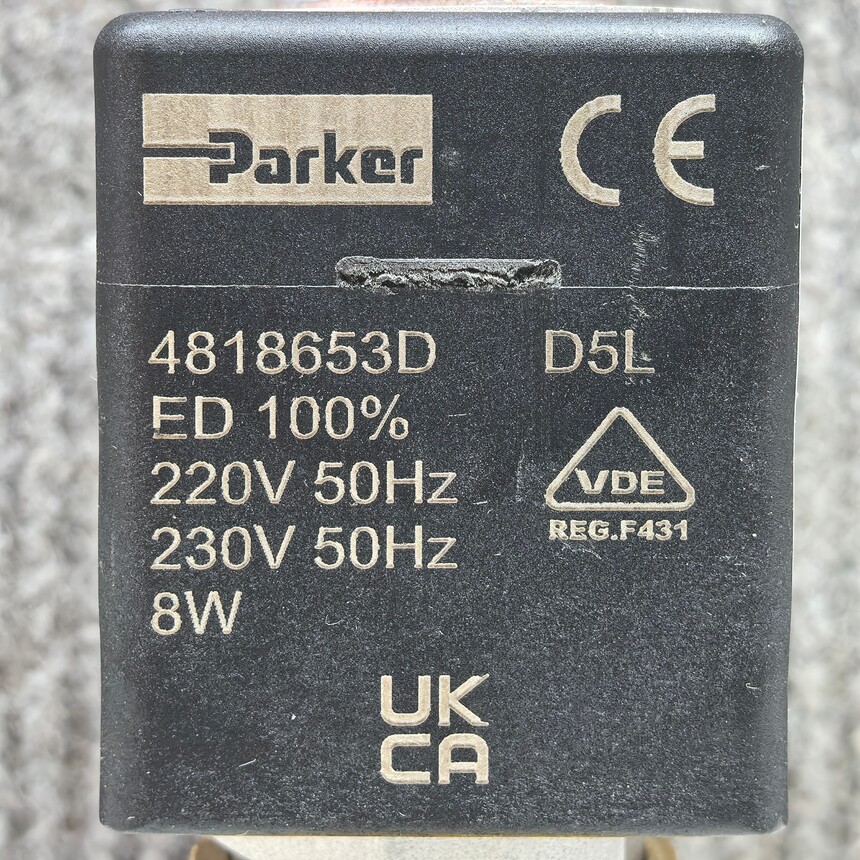 Parker CE
4818653D D5L
ED 100%
220V 50Hz
VDE
REG.F431
230V 50Hz
8W
UK
CA